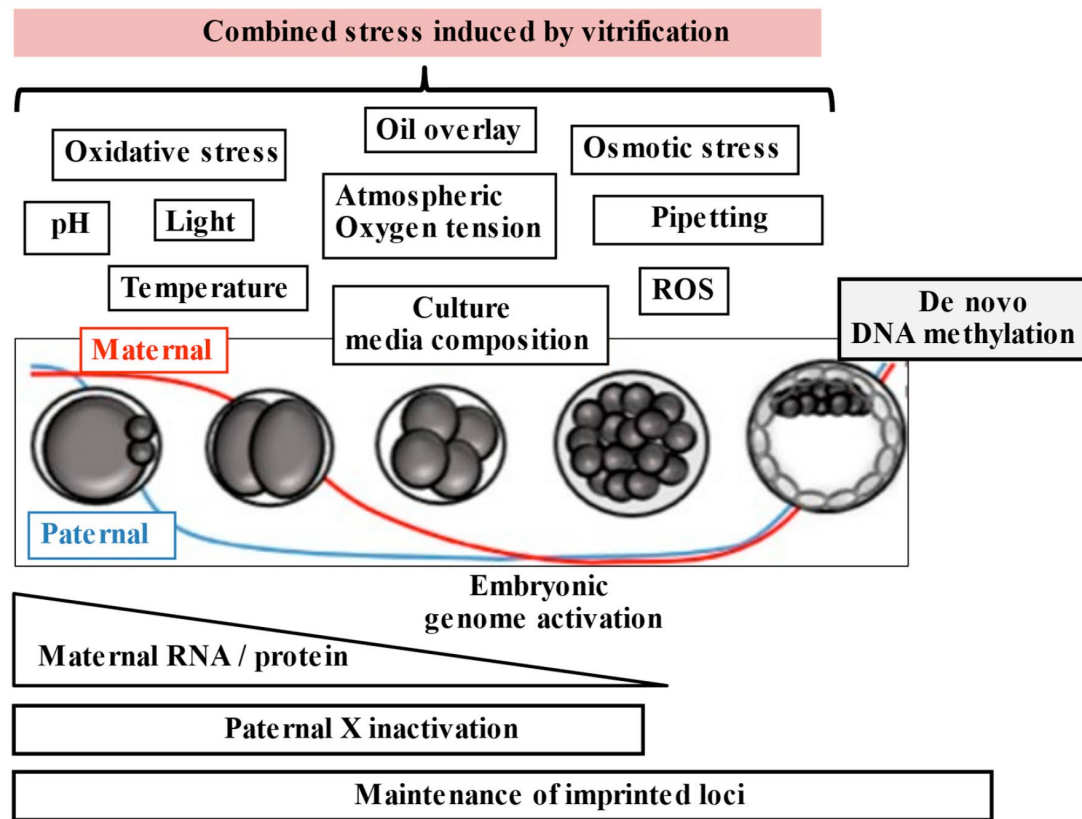 Combined stress induced by vitrification
Oil overlay
Oxidative stress
Osmotic stress
Atmospheric
Oxygen tension
pH
Light
Pipetting
Temperature
ROS
Culture
media composition
De novo
DNA methylation
Maternal
Paternal
Embryonic
genome activation
Maternal RNA / protein
Paternal X inactivation
Maintenance of imprinted loci